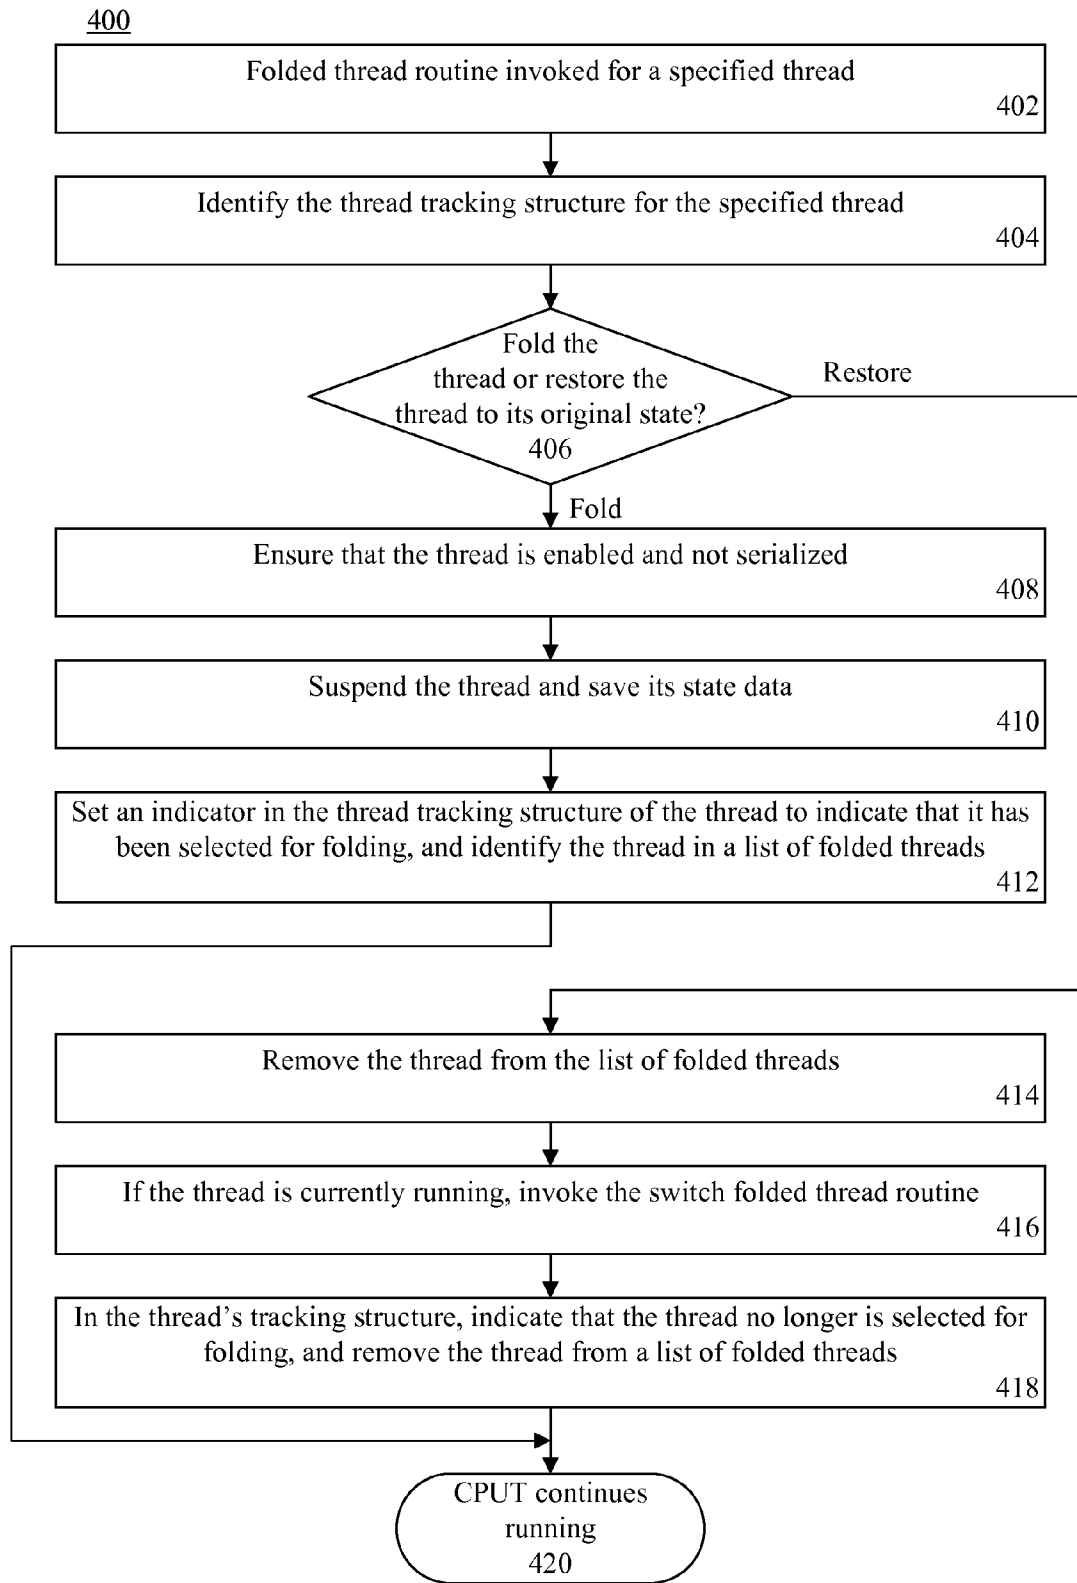 400
Folded thread routine invoked for a specified thread
402
Identify the thread tracking structure for the specified thread
404
Fold the
thread or restore the
thread to its original state?
406
Restore
Fold
Ensure that the thread is enabled and not serialized
408
Suspend the thread and save its state data
410
Set an indicator in the thread tracking structure of the thread to indicate that it has
been selected for folding, and identify the thread in a list of folded threads
412
Remove the thread from the list of folded threads
414
If the thread is currently running, invoke the switch folded thread routine
416
In the thread's tracking structure, indicate that the thread no longer is selected for
folding, and remove the thread from a list of folded threads
418
CPUT continues
running
420